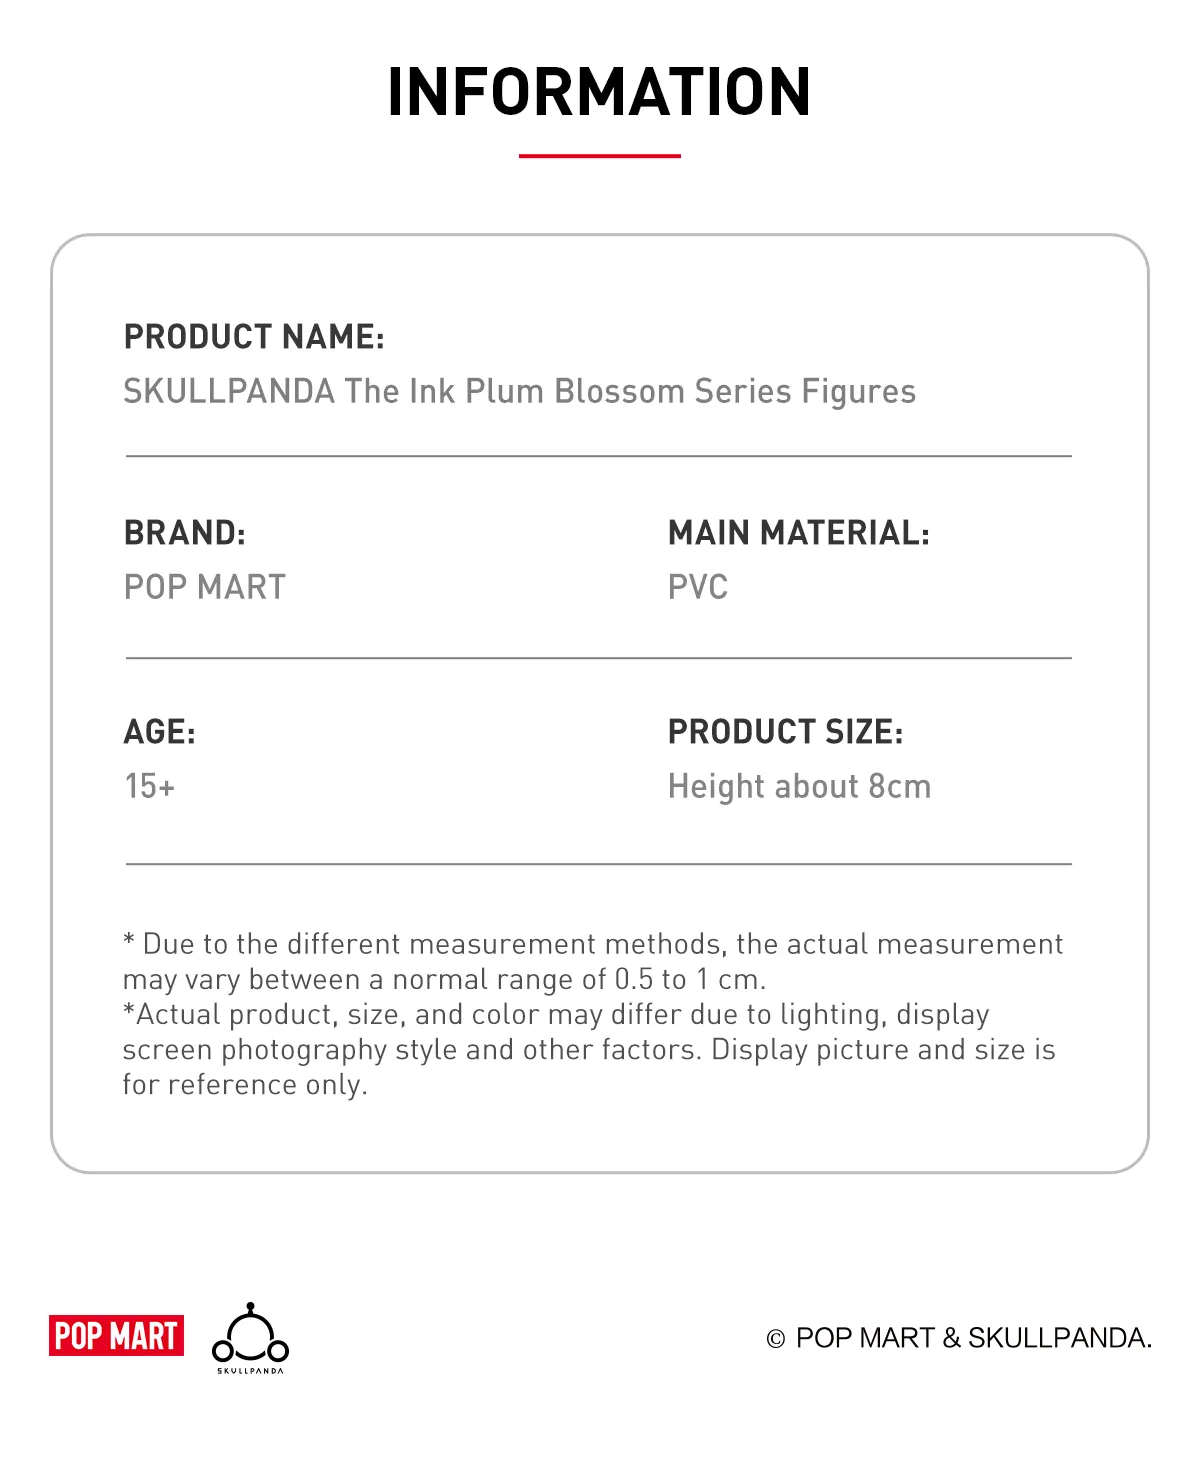 INFORMATION
PRODUCT NAME:
SKULLPANDA The Ink Plum Blossom Series Figures
BRAND:
POP MART
MAIN MATERIAL:
PVC
AGE:
15+
PRODUCT SIZE:
Height about 8cm
* Due to the different measurement methods, the actual measurement
may vary between a normal range of 0.5 to 1 cm.
*Actual product, size, and color may differ due to lighting, display
screen photography style and other factors. Display picture and size is
for reference only.
POP MART
SKULLPANDA
© POP MART & SKULLPANDA.